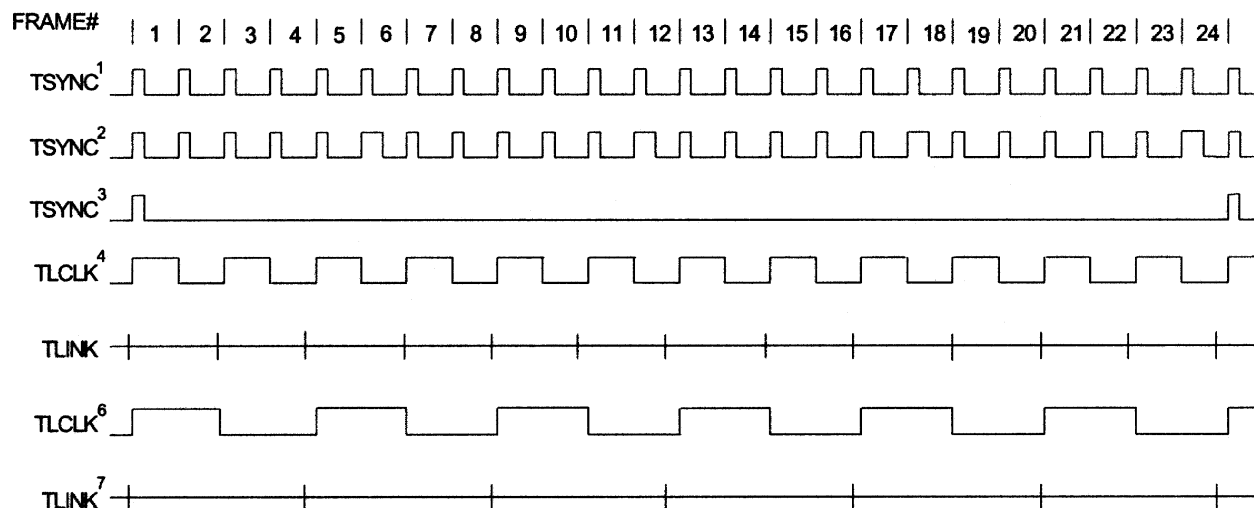 FRAME# 1 2 3 4 5 6 7 8 9 10 11 12 13 14 15 16 17 18 19 20 21 22 23 24
TSYNC1
TSYNC2
TSYNC3
TLCLK4
TLINK
TLCLK6
TLINK7